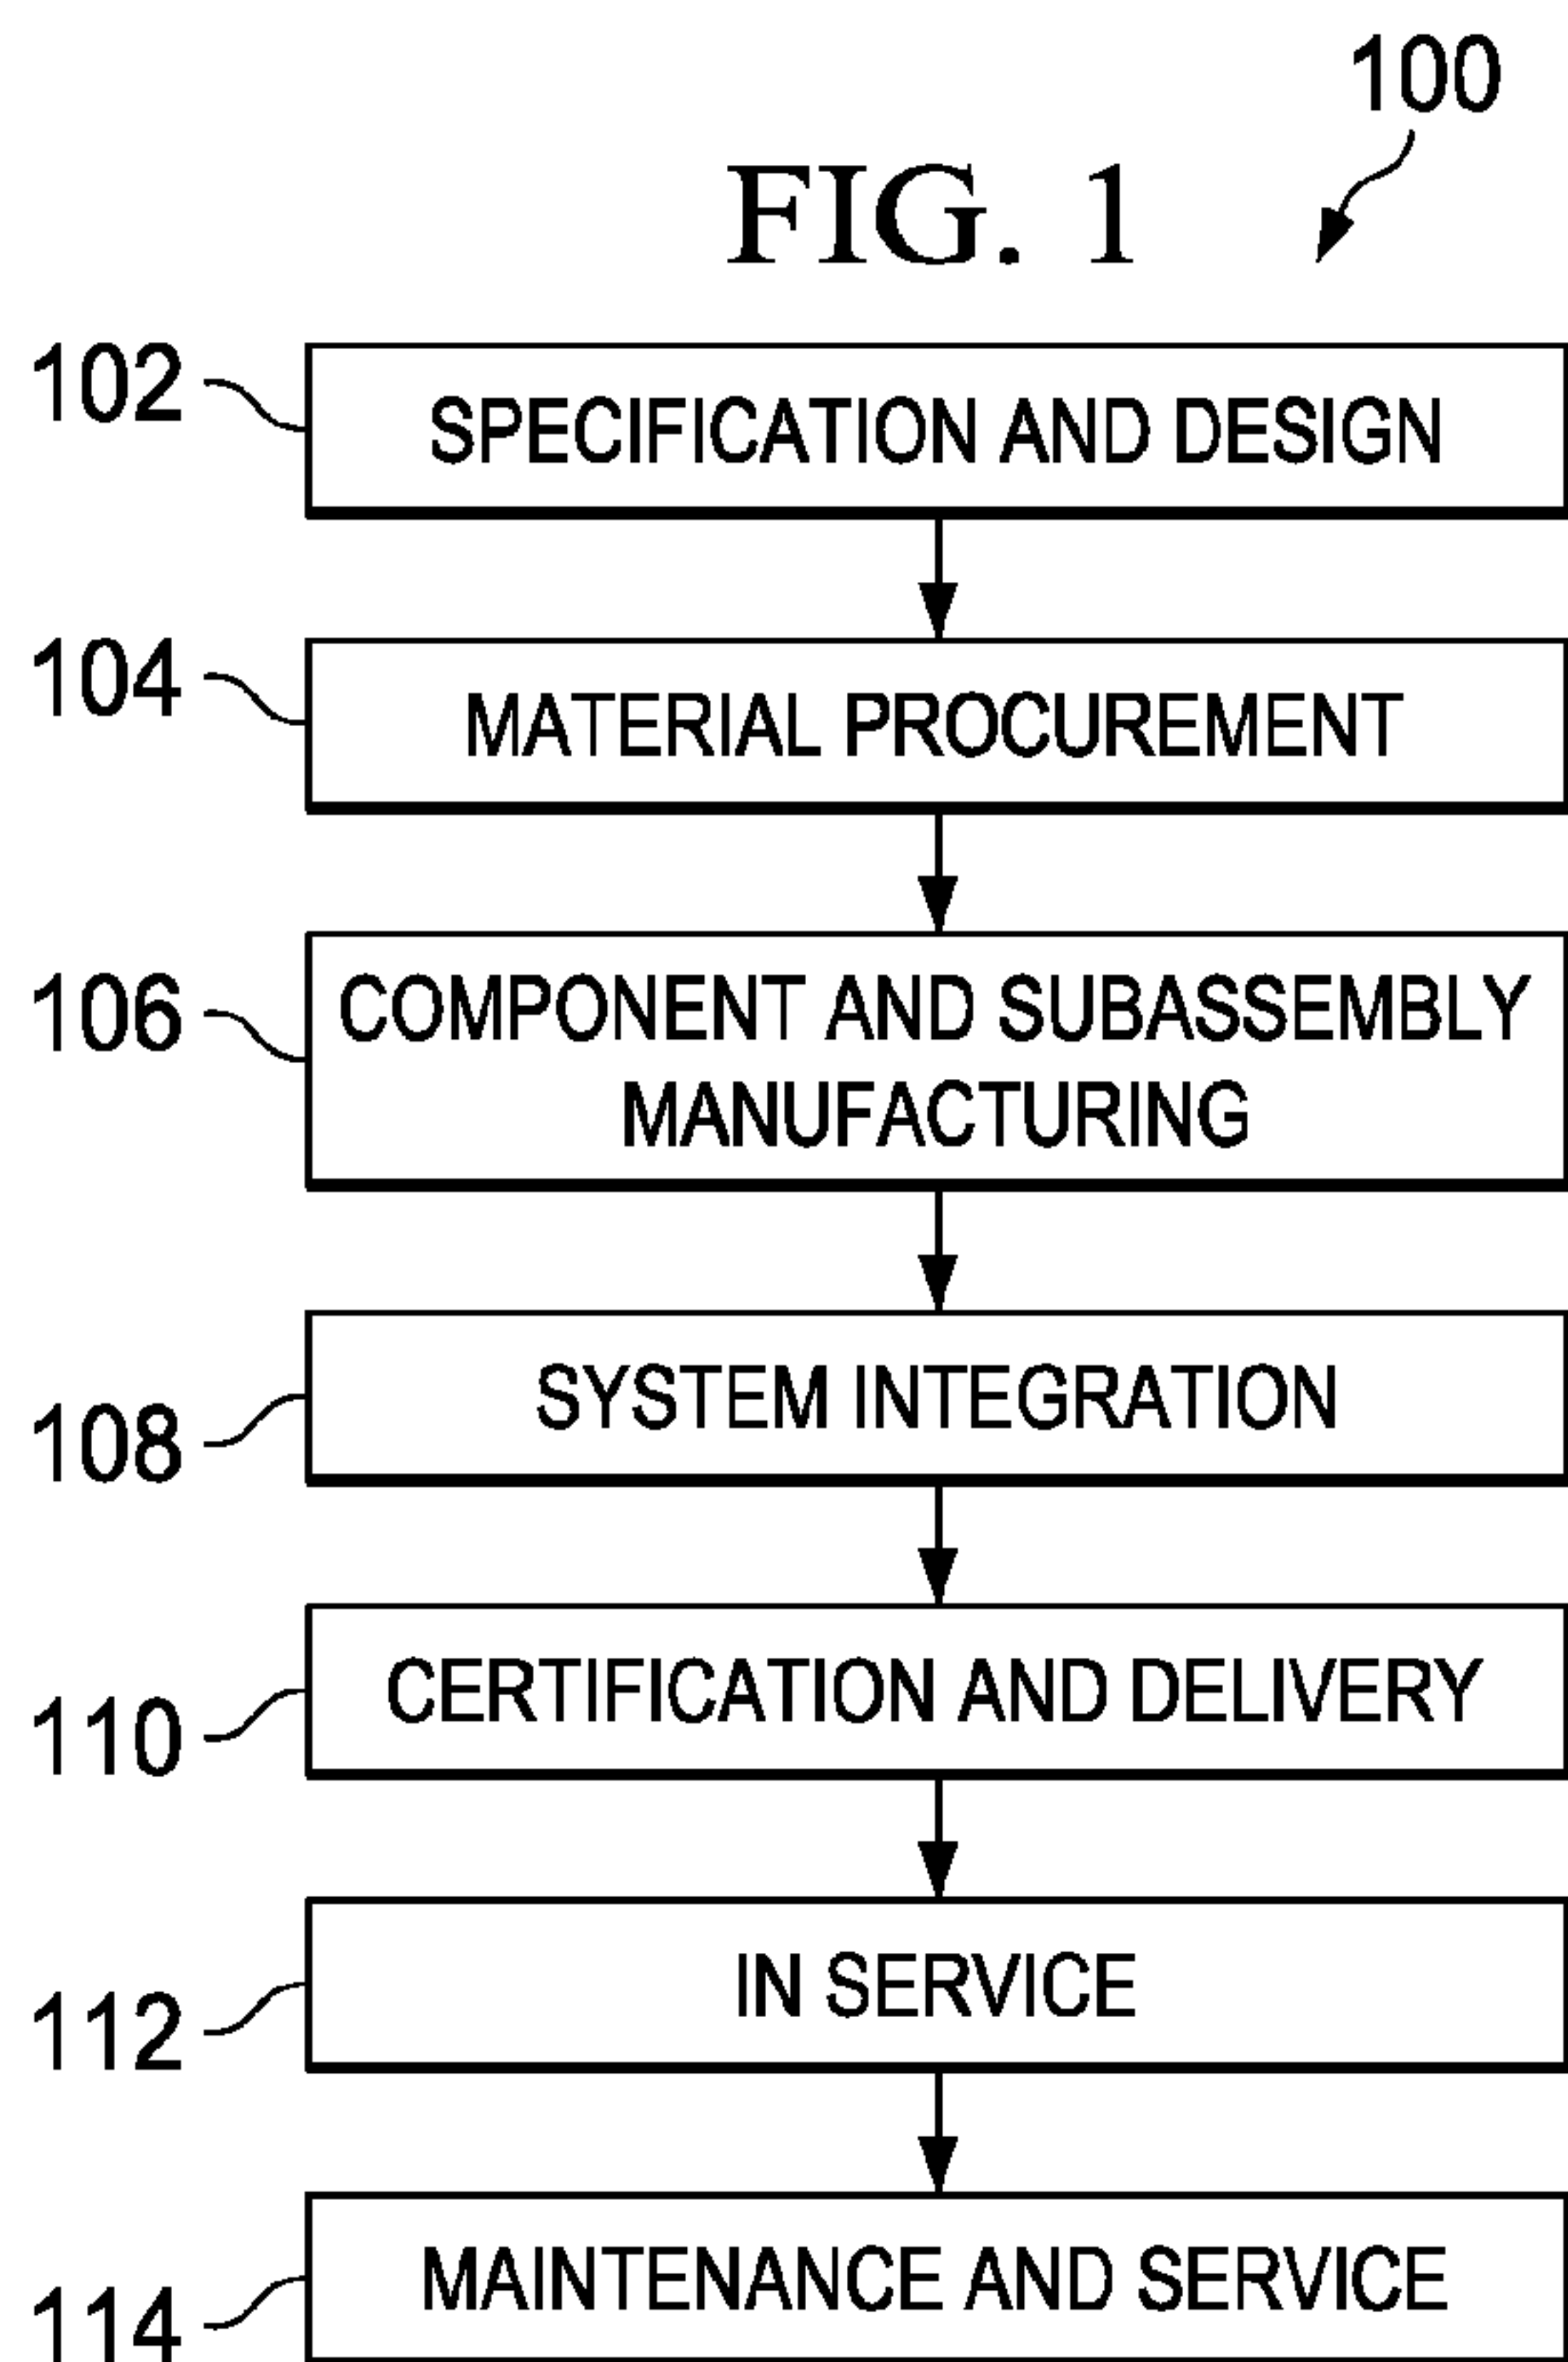 100
FIG. 1
102
SPECIFICATION AND DESIGN
104
MATERIAL PROCUREMENT
106
COMPONENT AND SUBASSEMBLY
MANUFACTURING
108
SYSTEM INTEGRATION
110
CERTIFICATION AND DELIVERY
112
IN SERVICE
114
MAINTENANCE AND SERVICE